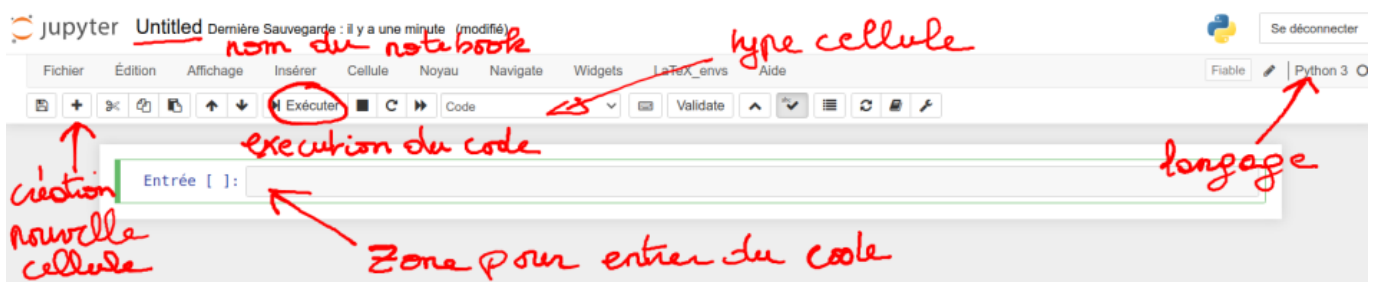 jupyter Untitled Dernière Sauvegarde : il y a une minute (modifié)
Se déconnecter
nom du notebook
type cellule
Fichier Édition Affichage Insérer Cellule Noyau Navigate Widgets LaTeX_envs Aide
Fiable Python 3
Exécuter Code Validate
execution du code
langage
Entrée [ ]:
création
nouvelle
cellule
Zone pour entrer du code